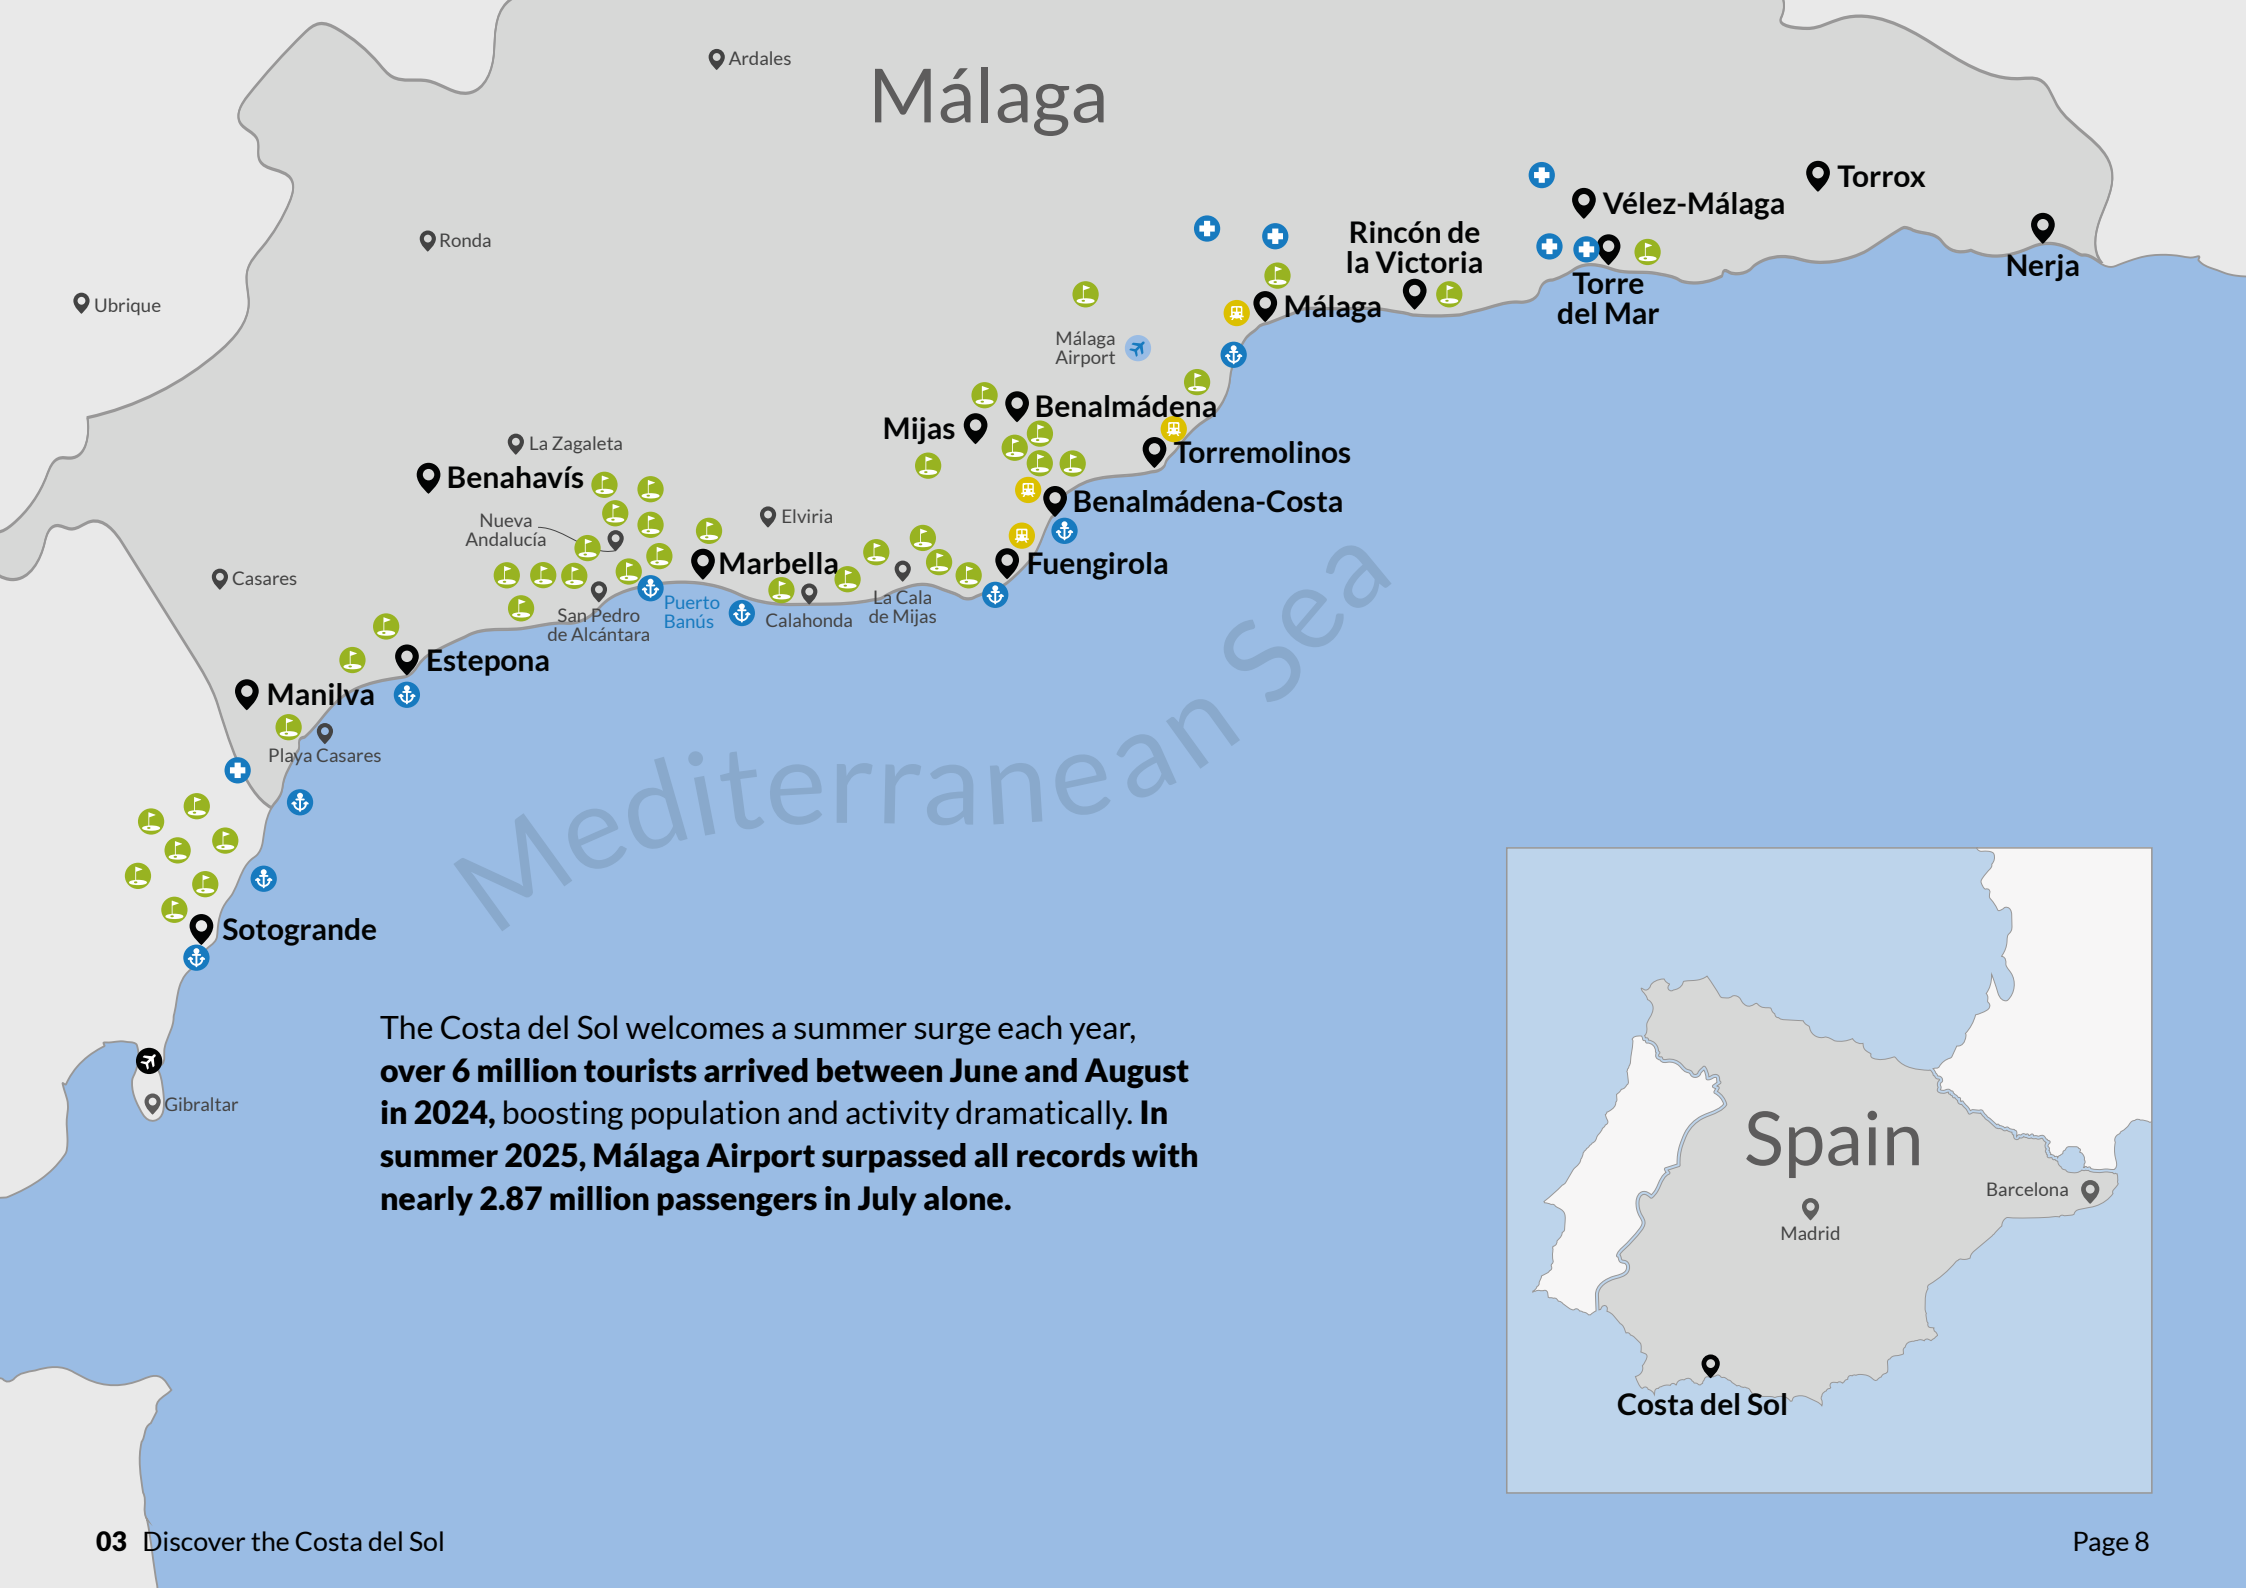 Ardales
Málaga
Torrox
Vélez-Málaga
Ronda
Rincón de
la Victoria
Nerja
Ubrique
Torre
del Mar
Málaga
Málaga
Airport
Benalmádena
Mijas
La Zagaleta
Torremolinos
Benahavís
Benalmádena-Costa
Nueva
Andalucía
Elviria
Marbella
Fuengirola
Casares
Puerto
Banús
La Cala
de Mijas
San Pedro
de Alcántara
Calahonda
Estepona
Manilva
Playa Casares
Mediterranean Sea
Sotogrande
Gibraltar
The Costa del Sol welcomes a summer surge each year,
over 6 million tourists arrived between June and August
in 2024, boosting population and activity dramatically. In
summer 2025, Málaga Airport surpassed all records with
nearly 2.87 million passengers in July alone.
Spain
Barcelona
Madrid
Costa del Sol
03 Discover the Costa del Sol
Page 8